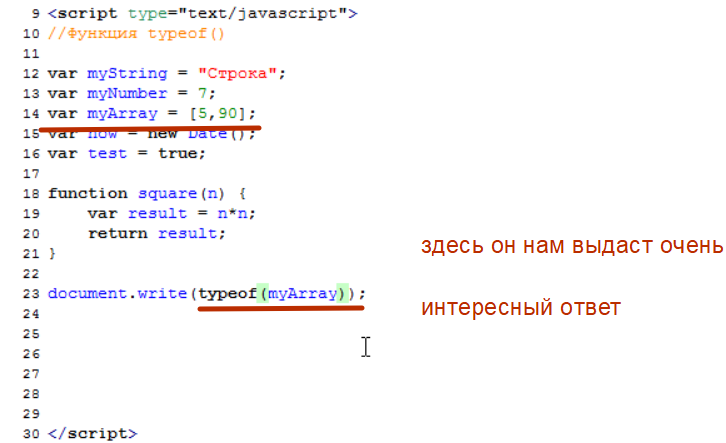 9 <script type="text/javascript">
10 //Функция typeof()
11
12 var myString = "Строка";
13 var myNumber = 7;
14 var myArray = [5,90];
15 var now = new Date();
16 var test = true;
17
18 function square(n) {
19 var result = n*n;
20 return result;
21 }
22
23 document.write(typeof(myArray));
24
25
26
27
28
29
30 </script>
здесь он нам выдаст очень
интересный ответ